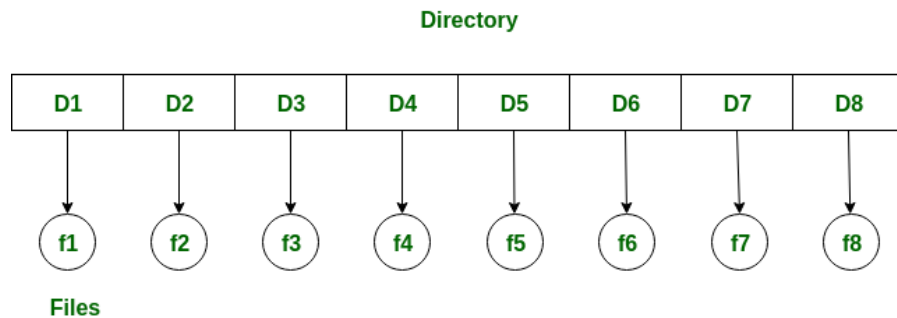 Directory
D1 D2 D3 D4 D5 D6 D7 D8
f1 f2 f3 f4 f5 f6 f7 f8
Files